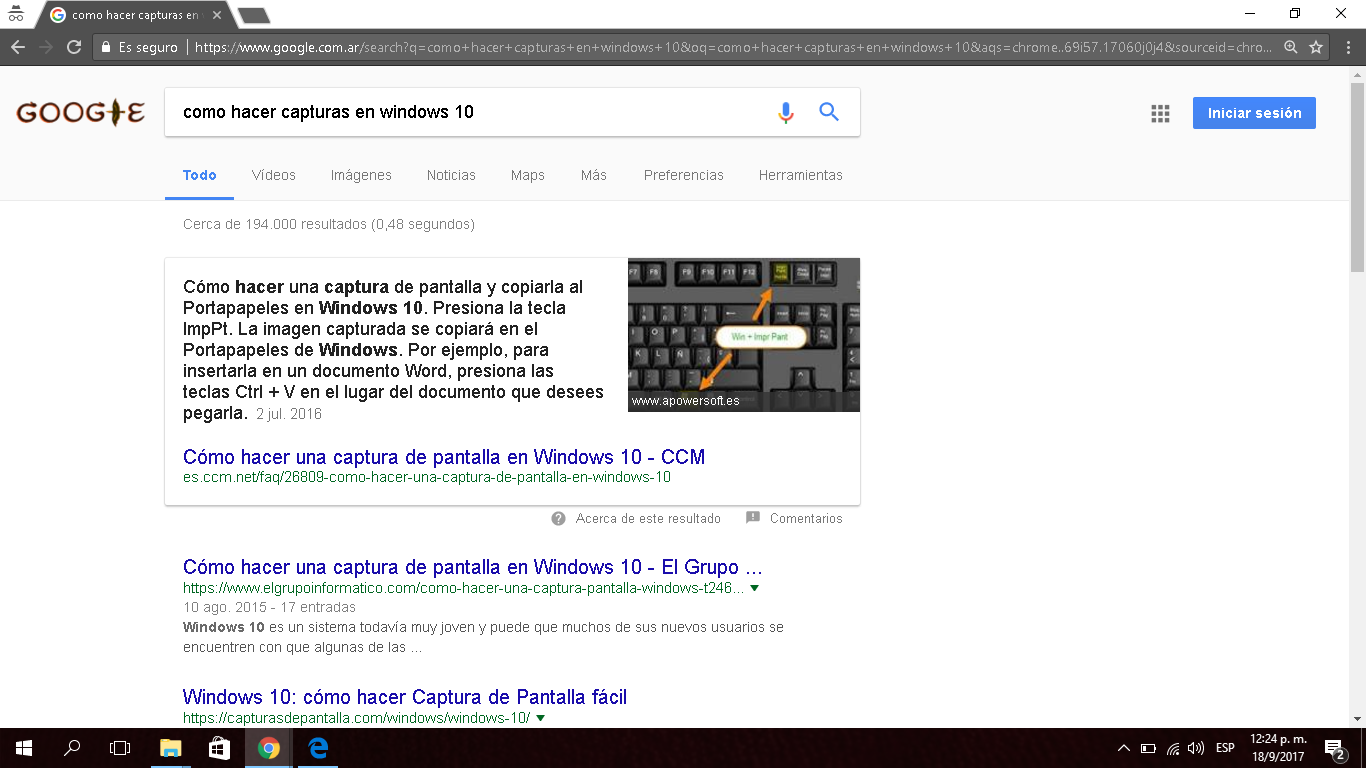 como hacer capturas en
Es seguro
https://www.google.com.ar/search?q=como+hacer+capturas+en+windows+10&oq=como+hacer+capturas+en+windows+10&aqs=chrome..69i57.17060j0j4&sourceid=chro...
GOOGLE
como hacer capturas en windows 10
Iniciar sesión
Todo Vídeos Imágenes Noticias Maps Más Preferencias Herramientas
Cerca de 194.000 resultados (0,48 segundos)
Cómo hacer una captura de pantalla y copiarla al
Portapapeles en Windows 10. Presiona la tecla
ImpPt. La imagen capturada se copiará en el
Portapapeles de Windows. Por ejemplo, para
insertarla en un documento Word, presiona las
teclas Ctrl + V en el lugar del documento que desees
pegarla. 2 jul. 2016
F7 F8 F9 F10 F11 F12
Win + Impr Pant
www.apowersoft.es
Cómo hacer una captura de pantalla en Windows 10 - CCM
es.ccm.net/faq/26809-como-hacer-una-captura-de-pantalla-en-windows-10
Acerca de este resultado Comentarios
Cómo hacer una captura de pantalla en Windows 10 - El Grupo ...
https://www.elgrupoinformatico.com/como-hacer-una-captura-pantalla-windows-t246...
10 ago. 2015 - 17 entradas
Windows 10 es un sistema todavía muy joven y puede que muchos de sus nuevos usuarios se
encuentren con que algunas de las ...
Windows 10: cómo hacer Captura de Pantalla fácil
https://capturasdepantalla.com/windows/windows-10/
ESP
12:24 p. m.
18/9/2017
2